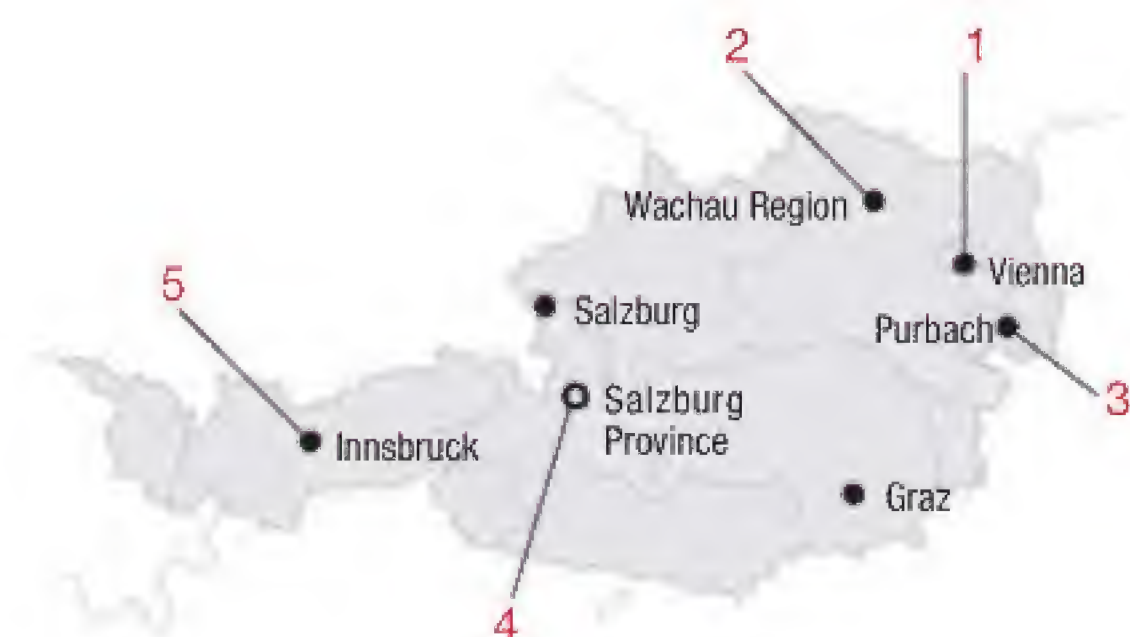 2
1
Wachau Region
Vienna
5
Salzburg
Purbach
3
Salzburg
Province
Innsbruck
Graz
4